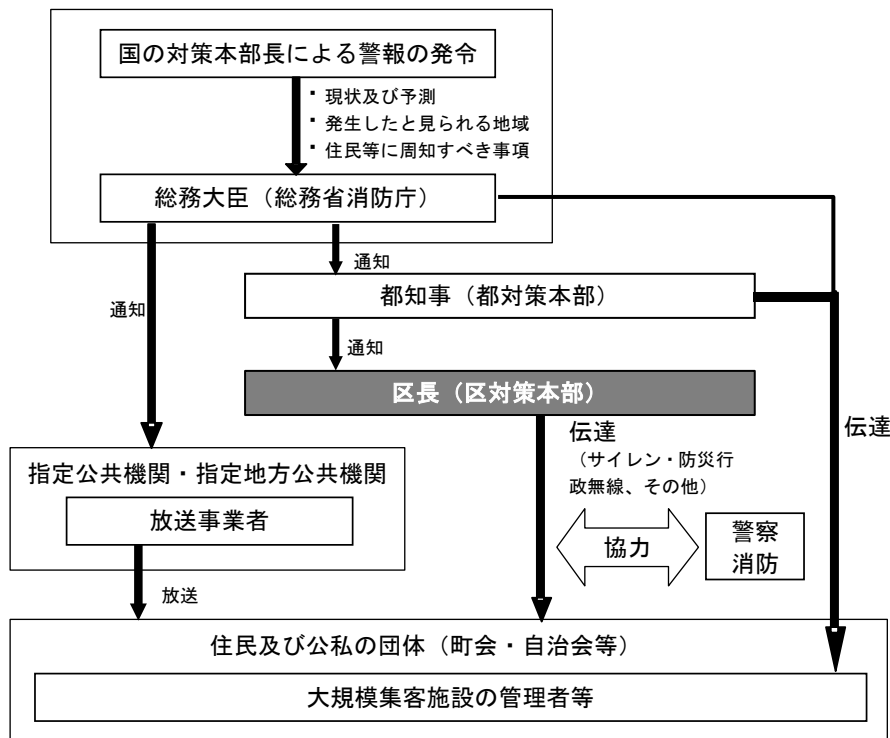 国の対策本部長による警報の発令
・現状及び予測
・発生したと見られる地域
・住民等に周知すべき事項
総務大臣（総務省消防庁）
通知
都知事（都対策本部）
通知
通知
区長（区対策本部）
伝達
（サイレン・防災行
政無線、その他）
伝達
指定公共機関・指定地方公共機関
放送事業者
協力
警察
消防
放送
住民及び公私の団体（町会・自治会等）
大規模集客施設の管理者等